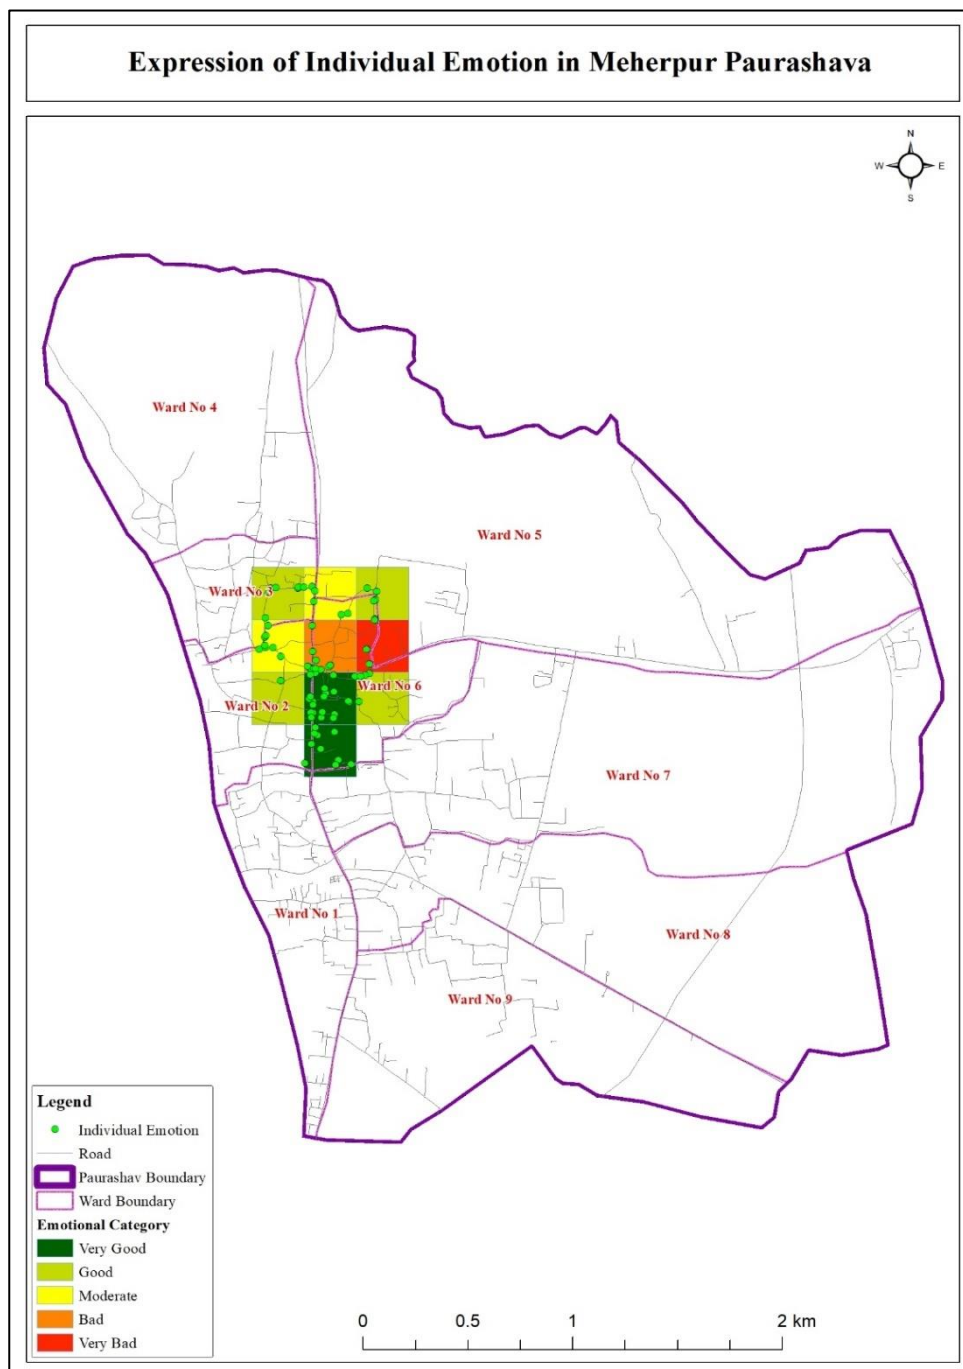 Expression of Individual Emotion in Meherpur Paurashava
N
W E
S
Ward No 4
Ward No 5
Ward No 3
Ward No 6
Ward No 2
Ward No 7
Ward No 1
Ward No 8
Ward No 9
Legend
Individual Emotion
Road
Paurashav Boundary
Ward Boundary
Emotional Category
Very Good
Good
Moderate
Bad
Very Bad
0 0.5 1 2 km